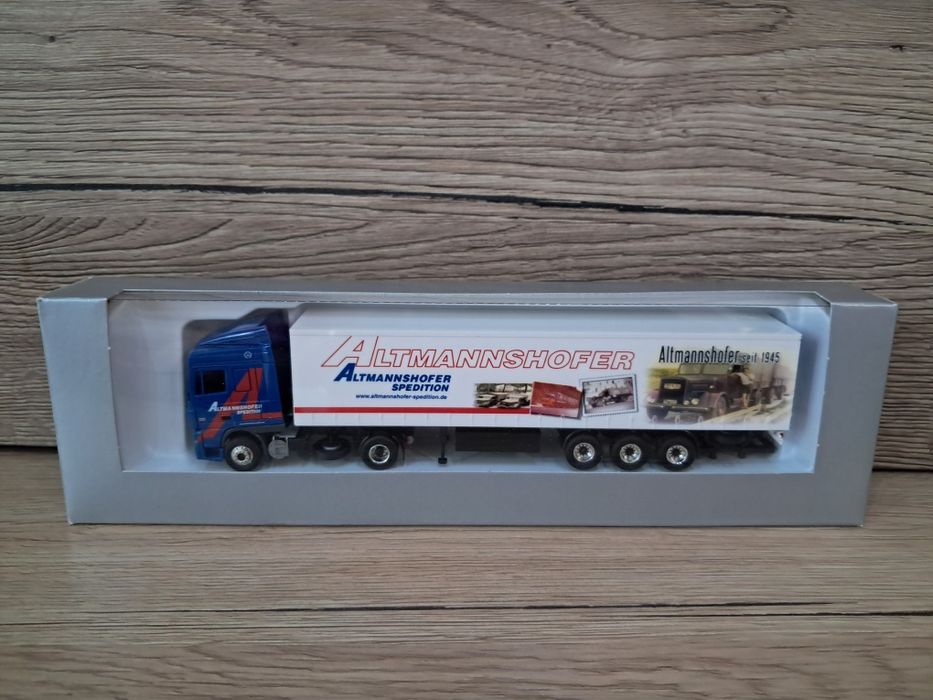 ALTMANNSHOFER
ALTMANNSHOFER
SPEDITION
www.altmannshofer-spedition.de
Altmannshofer seit 1945
ALTMANNSHOFER
SPEDITION